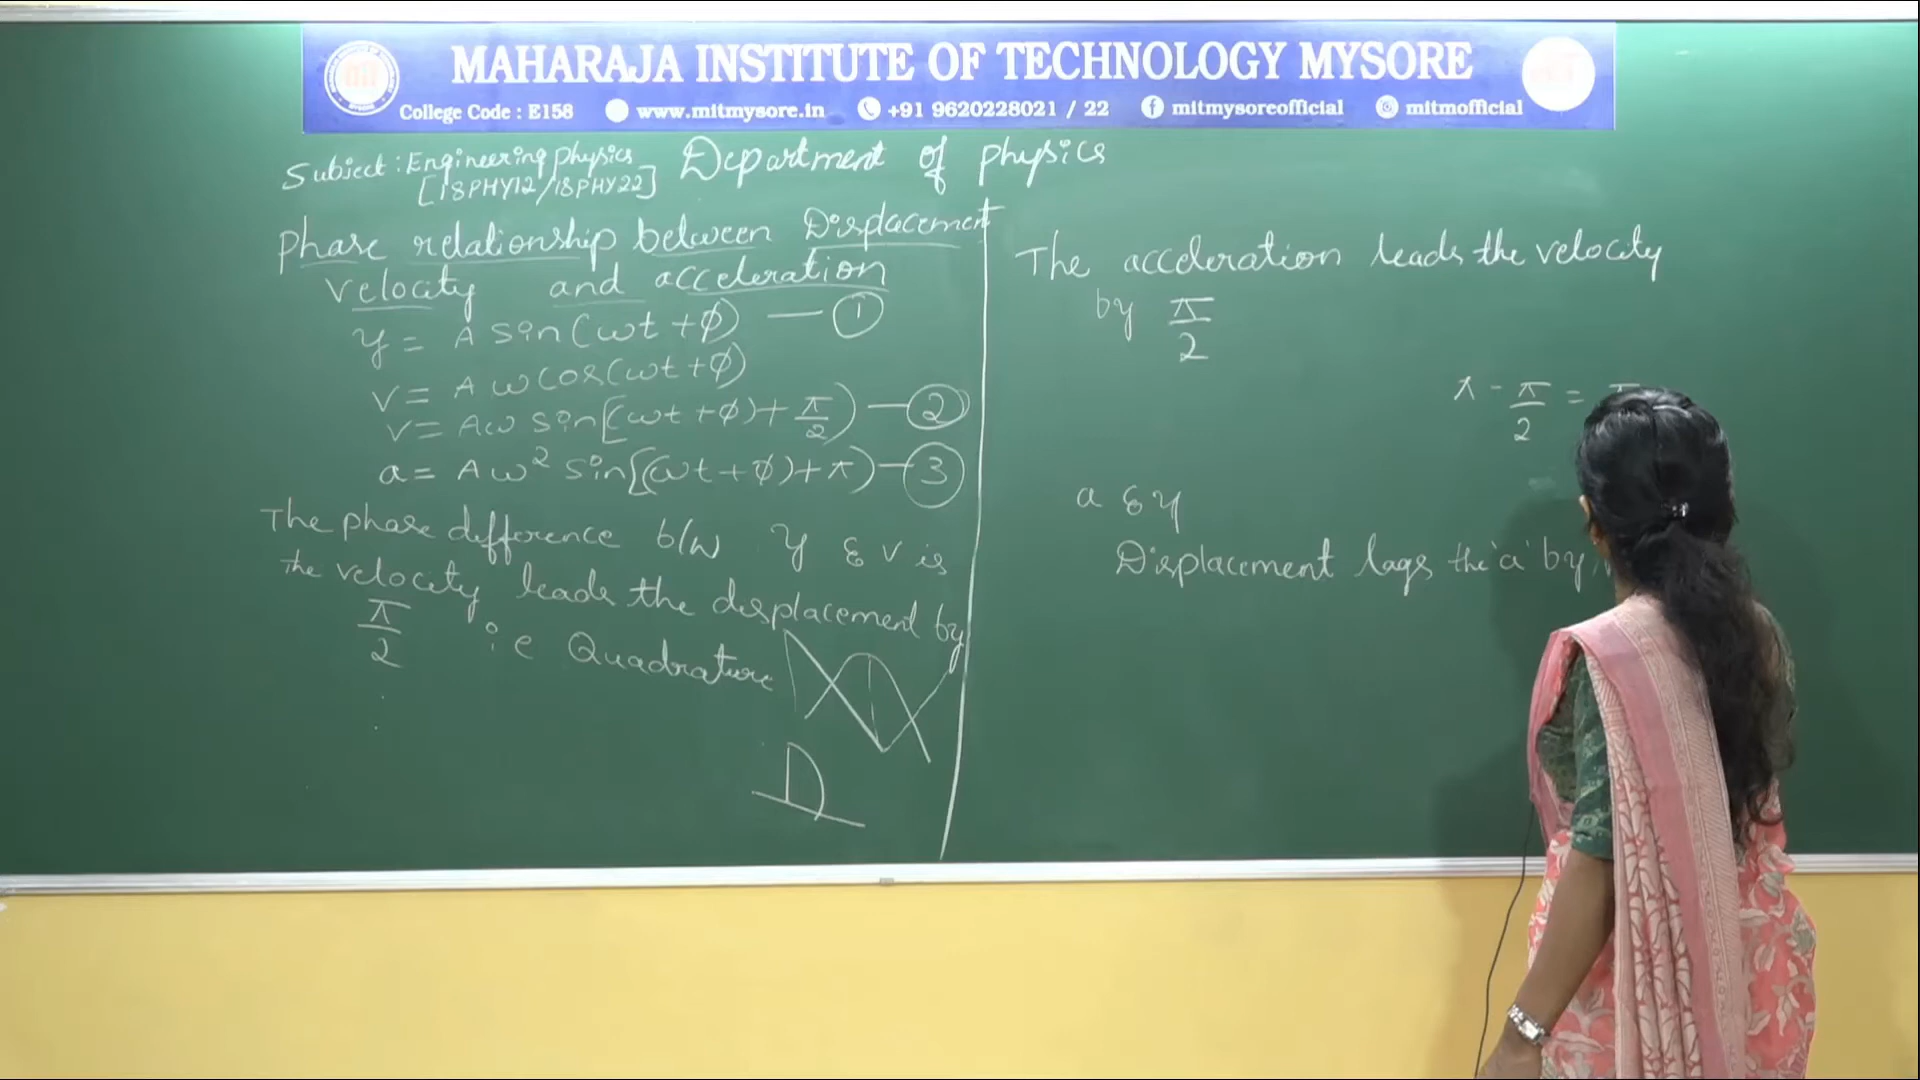 MAHARAJA INSTITUTE OF TECHNOLOGY MYSORE
College Code : E158 www.mitmysore.in +91 9620228021 / 22 mitmysoreofficial mitmofficial
Subject : Engineering physics Department of physics
[18PHY12/18PHY22]
Phase relationship between Displacement
velocity and acceleration
y = A sin(ωt + φ) — 1
v = A ω cos(ωt + φ)
v = Aω sin[(ωt + φ) + π/2) — 2
a = Aω² sin[(ωt + φ) + π) — 3
The phase difference b/w y & v is
the velocity leads the displacement by
π/2 i.e Quadrature
The acceleration leads the velocity
by π/2
π - π/2 =
a & y
Displacement lags the 'a' by